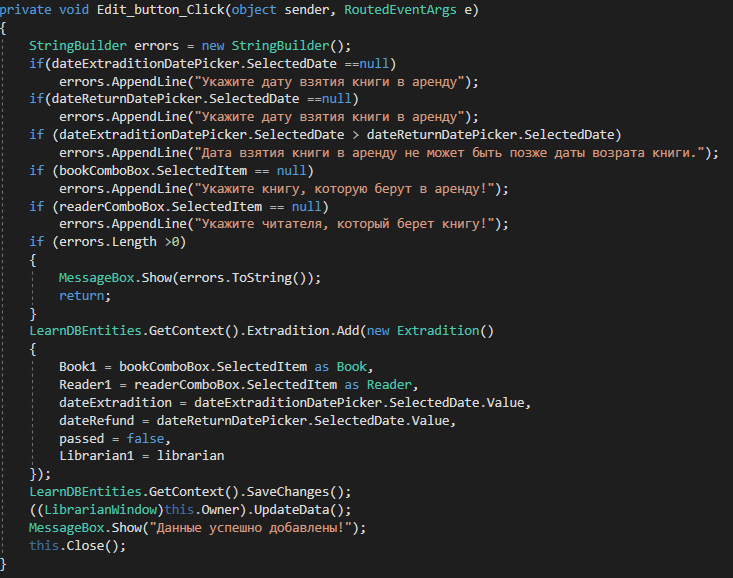 private void Edit_button_Click(object sender, RoutedEventArgs e)
{
    StringBuilder errors = new StringBuilder();
    if(dateExtraditionDatePicker.SelectedDate ==null)
        errors.AppendLine("Укажите дату взятия книги в аренду");
    if(dateReturnDatePicker.SelectedDate ==null)
        errors.AppendLine("Укажите дату взятия книги в аренду");
    if (dateExtraditionDatePicker.SelectedDate > dateReturnDatePicker.SelectedDate)
        errors.AppendLine("Дата взятия книги в аренду не может быть позже даты возрата книги.");
    if (bookComboBox.SelectedItem == null)
        errors.AppendLine("Укажите книгу, которую берут в аренду!");
    if (readerComboBox.SelectedItem == null)
        errors.AppendLine("Укажите читателя, который берет книгу!");
    if (errors.Length >0)
    {
        MessageBox.Show(errors.ToString());
        return;
    }
    LearnDBEntities.GetContext().Extradition.Add(new Extradition()
    {
        Book1 = bookComboBox.SelectedItem as Book,
        Reader1 = readerComboBox.SelectedItem as Reader,
        dateExtradition = dateExtraditionDatePicker.SelectedDate.Value,
        dateRefund = dateReturnDatePicker.SelectedDate.Value,
        passed = false,
        Librarian1 = librarian
    });
    LearnDBEntities.GetContext().SaveChanges();
    ((LibrarianWindow)this.Owner).UpdateData();
    MessageBox.Show("Данные успешно добавлены!");
    this.Close();
}